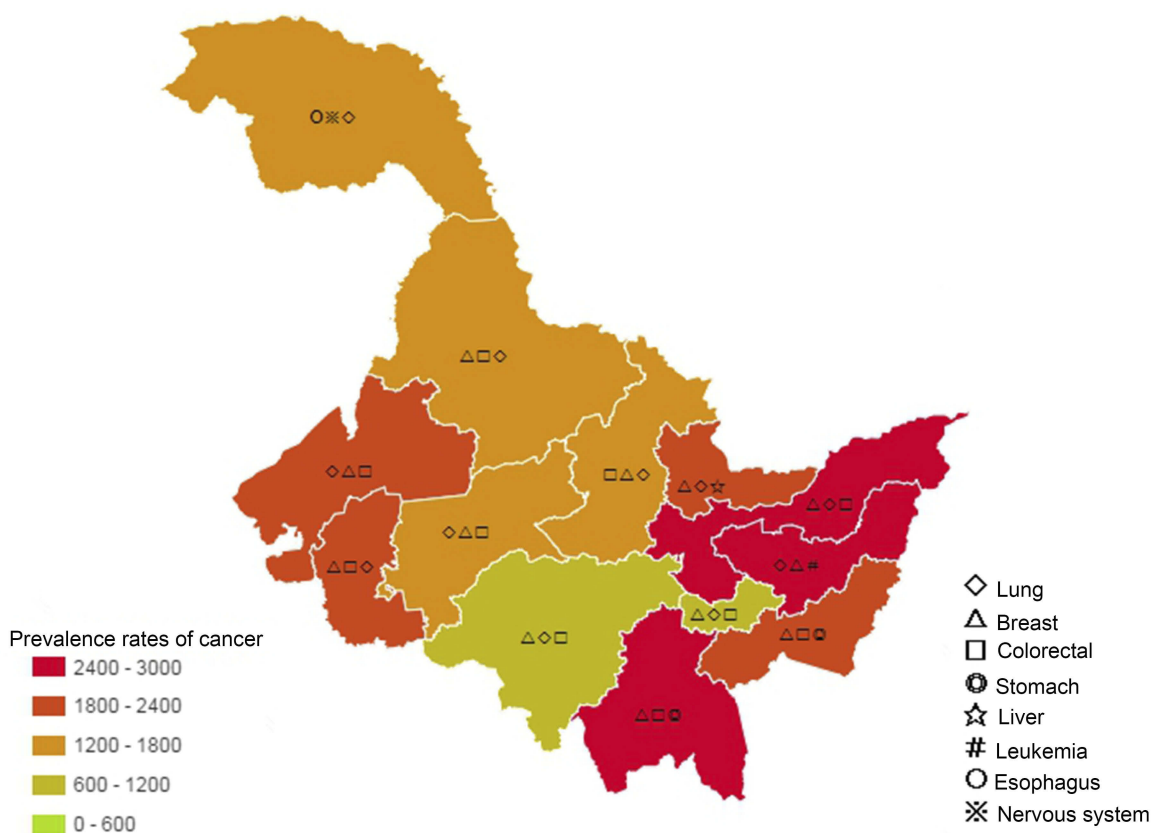 Prevalence rates of cancer
2400 - 3000
1800 - 2400
1200 - 1800
600 - 1200
0 - 600
Lung
Breast
Colorectal
Stomach
Liver
# Leukemia
Esophagus
Nervous system